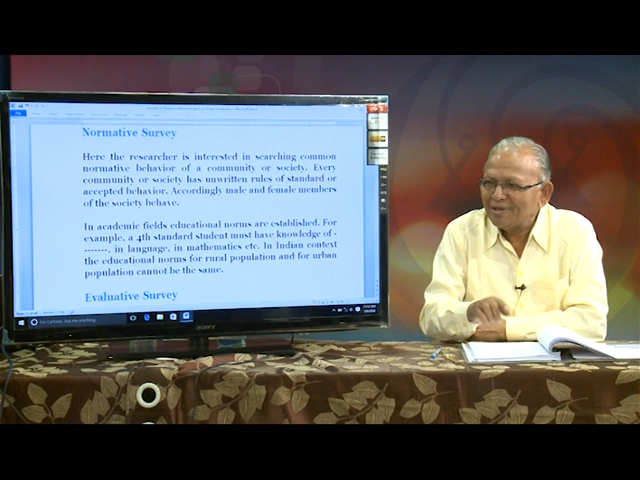 Normative Survey
Here the researcher is interested in searching common
normative behavior of a community or society. Every
community or society has unwritten rules of standard or
accepted behavior. Accordingly male and female members
of the society behave.
In academic fields educational norms are established. For
example, a 4th standard student must have knowledge of -
--------, in language, in mathematics etc. In Indian context
the educational norms for rural population and for urban
population cannot be the same.
Evaluative Survey
I'm Cortana. Ask me anything.
SONY